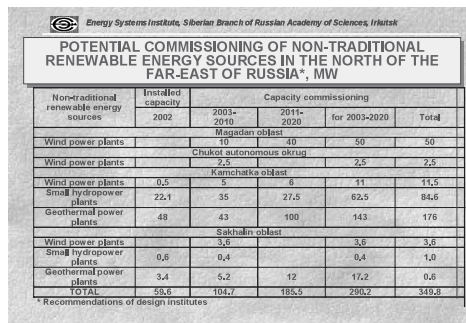 Energy Systems Institute, Siberian Branch of Russian Academy of Sciences, Irkutsk
POTENTIAL COMMISSIONING OF NON-TRADITIONAL
RENEWABLE ENERGY SOURCES IN THE NORTH OF THE
FAR-EAST OF RUSSIA*, MW
Non-traditional renewable energy sources Installed capacity Capacity commissioning
2002 2003-2010 2011-2020 for 2003-2020 Total
Magadan oblast
Wind power plants 10 40 50 50
Chukot autonomous okrug
Wind power plants 2,5 2,5 2,5
Kamchatka oblast
Wind power plants 0.5 5 6 11 11.5
Small hydropower plants 22.1 35 27.5 62.5 84.6
Geothermal power plants 48 43 100 143 176
Sakhalin oblast
Wind power plants 3,6 3,6 3,6
Small hydropower plants 0,6 0,4 0,4 1,0
Geothermal power plants 3.4 5.2 12 17.2 0.6
TOTAL 59.6 104.7 185.5 290.2 349.8
* Recommendations of design institutes